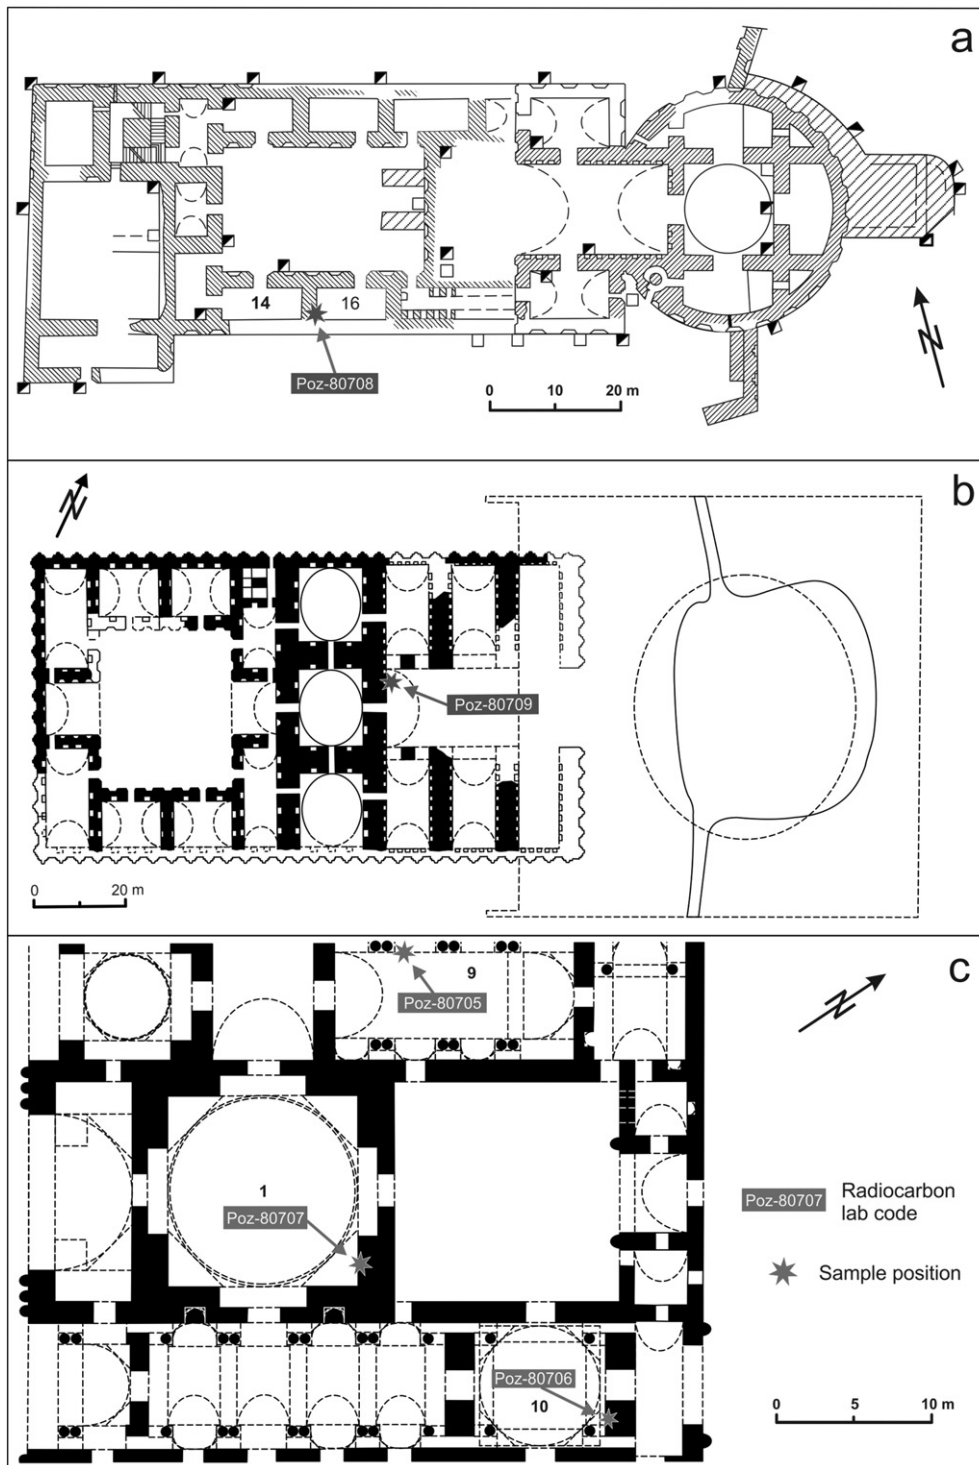 a
14
16
Poz-80708
0 10 20 m
N
b
N
Poz-80709
0 20 m
c
9
Poz-80705
N
1
Poz-80707
Poz-80707 Radiocarbon
lab code
Sample position
Poz-80706
10
0 5 10 m